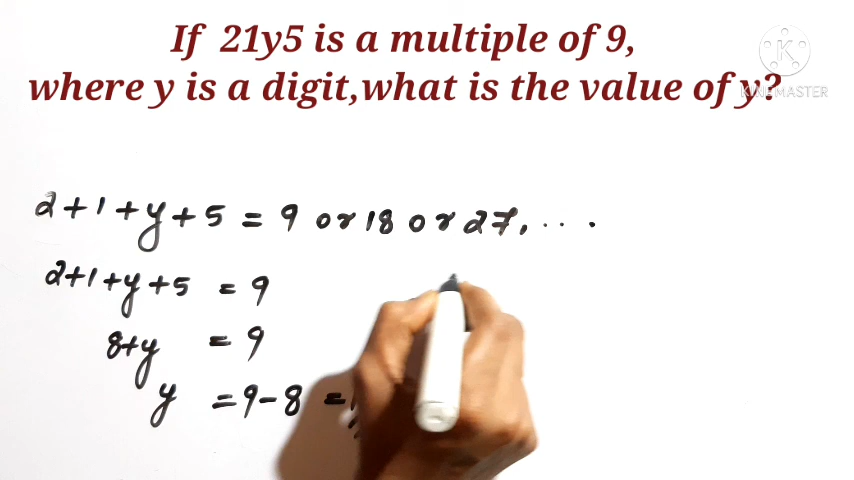 If 21y5 is a multiple of 9,
where y is a digit,what is the value of y?
KINEMASTER
2+1+y+5 = 9 or 18 or 27, ....
2+1+y+5 = 9
8+y = 9
y = 9-8 =